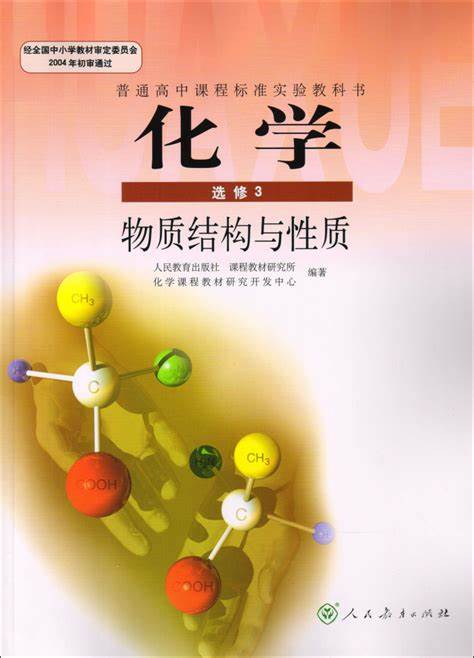 HUAXUE
经全国中小学教材审定委员会
2004年初审通过
普通高中课程标准实验教科书
化学
选修3
物质结构与性质
人民教育出版社 课程教材研究所
化学课程教材研究开发中心
编著
CH₃
H
C
COOH
CH₃
H₂N
C
H
COOH
人民教育出版社